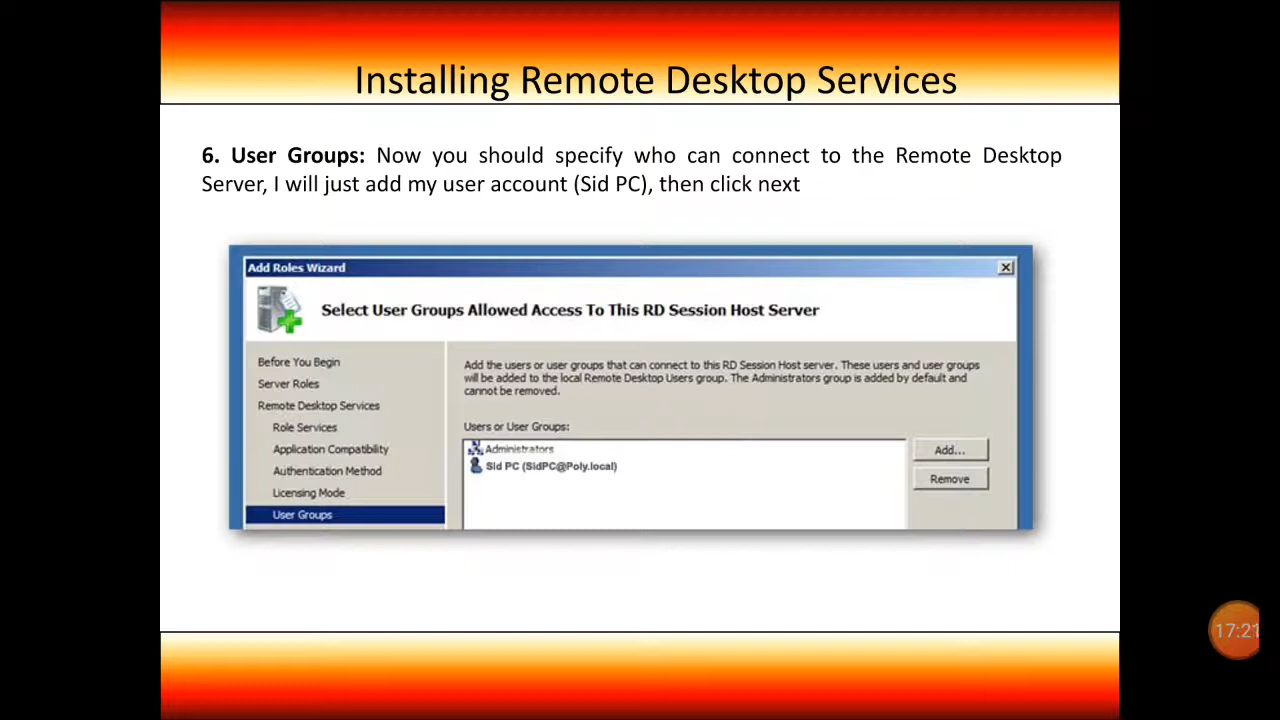 Installing Remote Desktop Services
6. User Groups: Now you should specify who can connect to the Remote Desktop
Server, I will just add my user account (Sid PC), then click next
Add Roles Wizard
Select User Groups Allowed Access To This RD Session Host Server
Before You Begin
Server Roles
Remote Desktop Services
Role Services
Application Compatibility
Authentication Method
Licensing Mode
User Groups
Add the users or user groups that can connect to this RD Session Host server. These users and user groups
will be added to the local Remote Desktop Users group. The Administrators group is added by default and
cannot be removed.
Users or User Groups:
Administrators
Sid PC (SidPC@Poly.local)
Add...
Remove
17:21